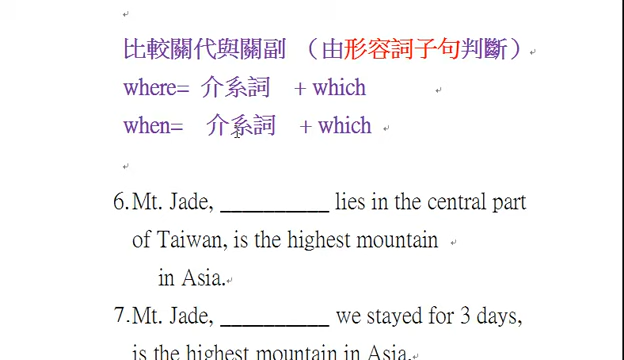 比較關代與關副 （由形容詞子句判斷）
where= 介系詞 + which
when= 介系詞 + which
6.Mt. Jade, __________ lies in the central part
of Taiwan, is the highest mountain
in Asia.
7.Mt. Jade, __________ we stayed for 3 days,
is the highest mountain in Asia.